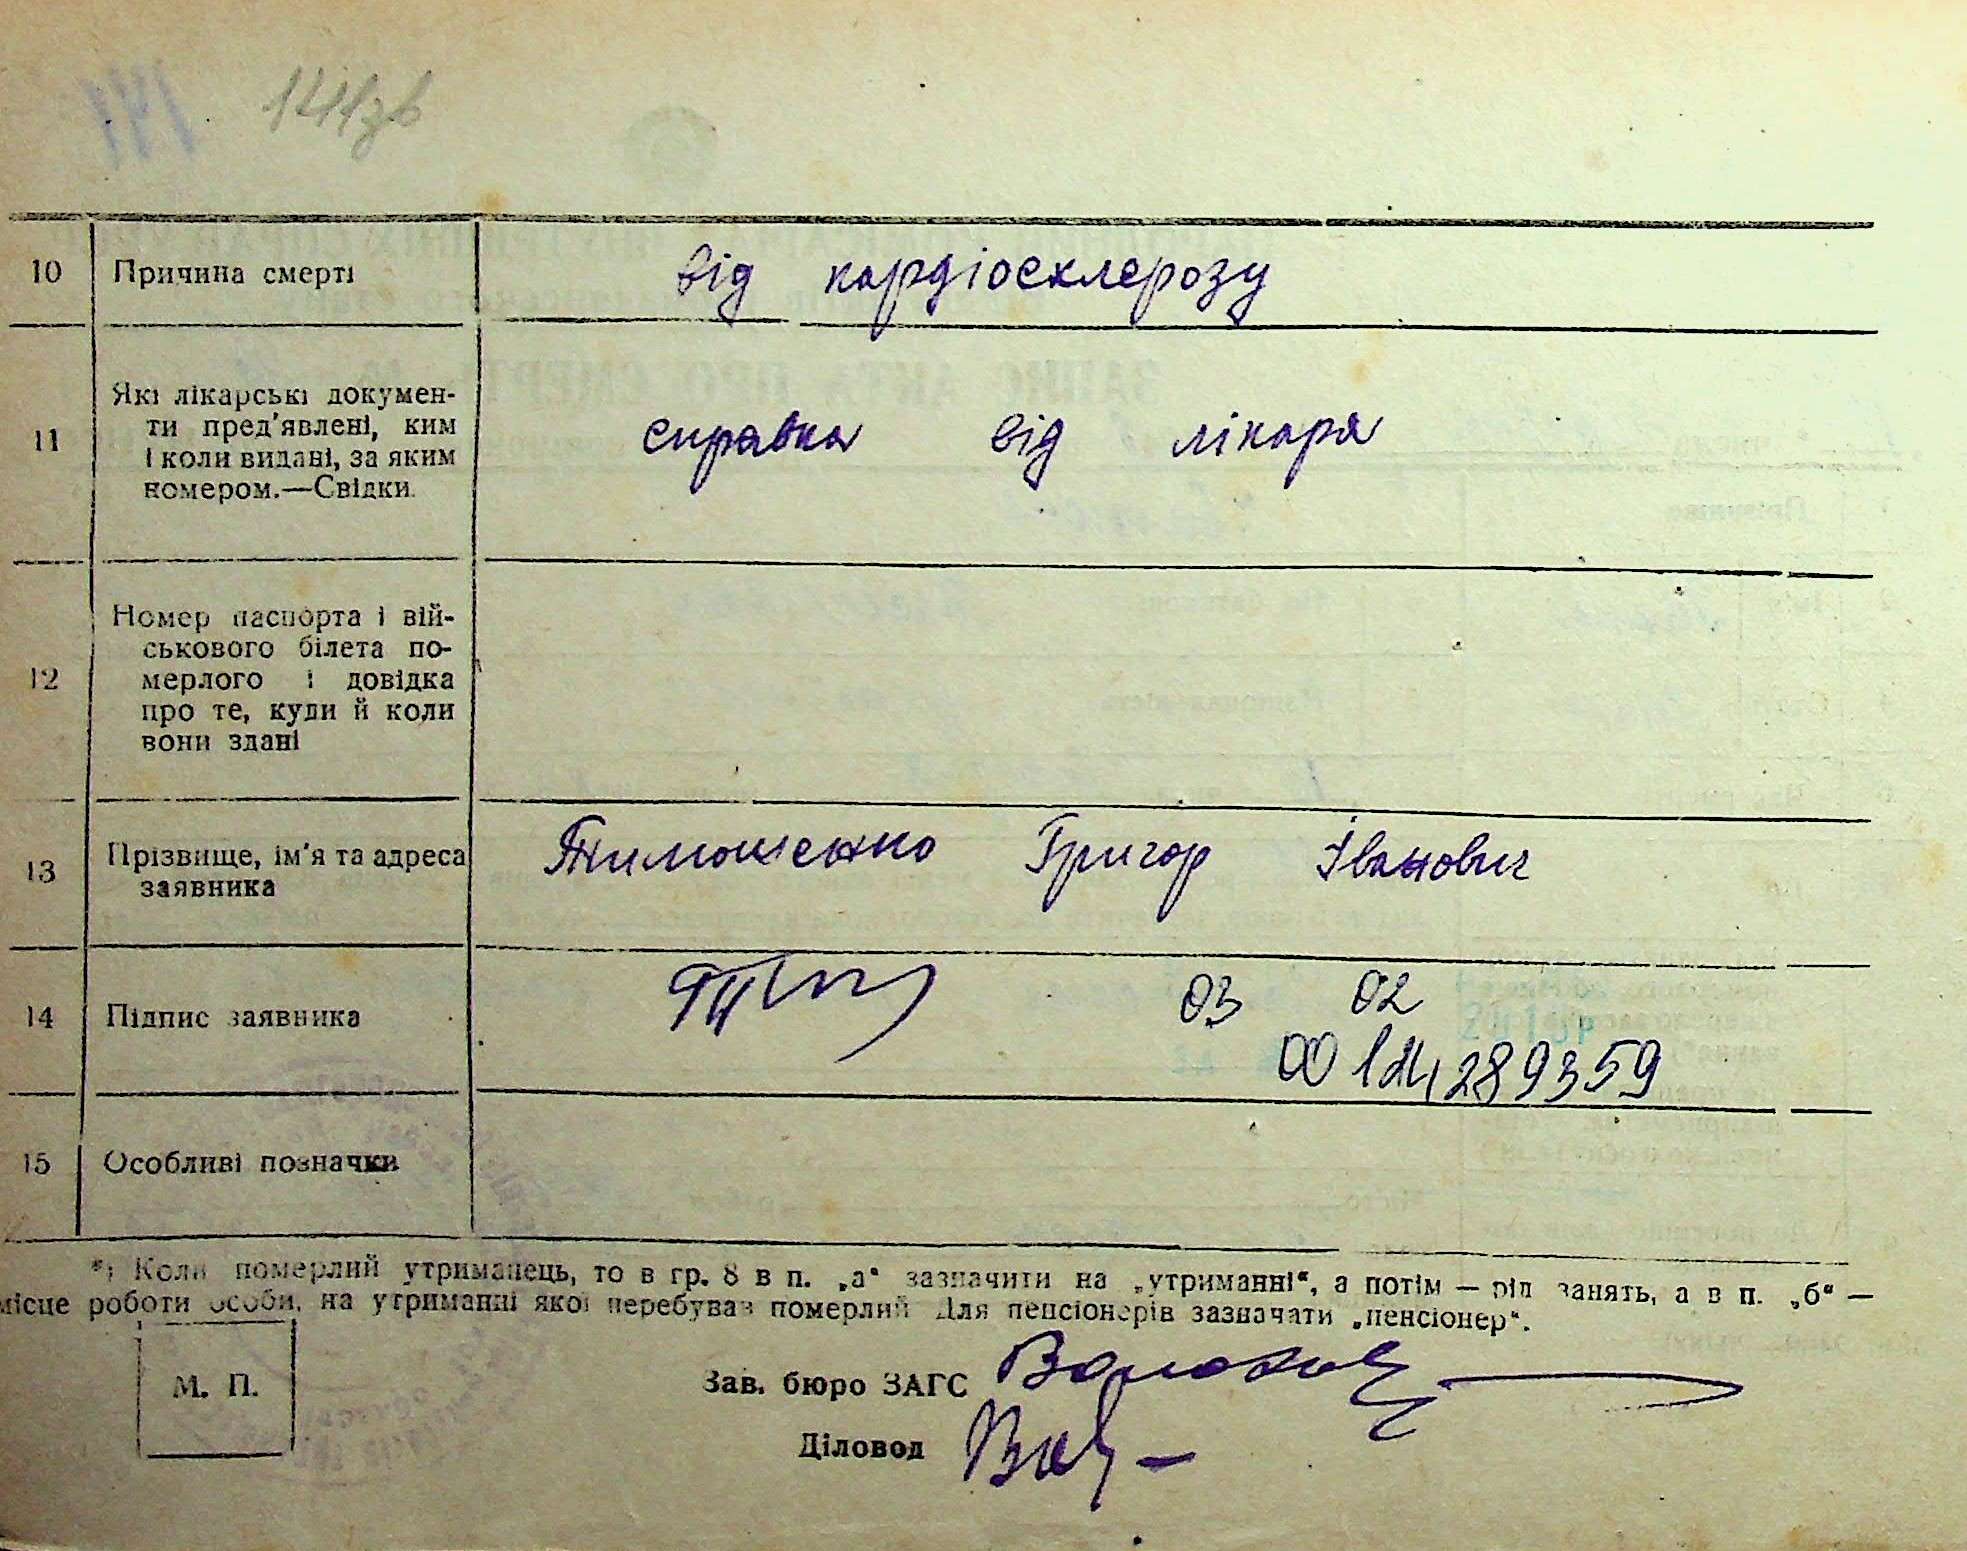 144зв
10 Причина смерті від кардіосклерозу
11 Які лікарські докумен-
ти пред'явлені, ким
і коли видані, за яким
номером.—Свідки.
справка від лікаря
12 Номер паспорта і вій-
ськового білета по-
мерлого і довідка
про те, куди й коли
вони здані
13 Прізвище, ім'я та адреса
заявника
Тимошенко Григор Іванович
14 Підпис заявника 03 02
00124289359
15 Особливі позначки
*) Коли померлий утриманець, то в гр. 8 в п. „а“ зазначити на „утриманні“, а потім — рід занять, а в п. „б“ —
місце роботи особи, на утриманні якої перебував померлий. Для пенсіонерів зазначати „пенсіонер“.
М. П.
Зав. бюро ЗАГС
Діловод